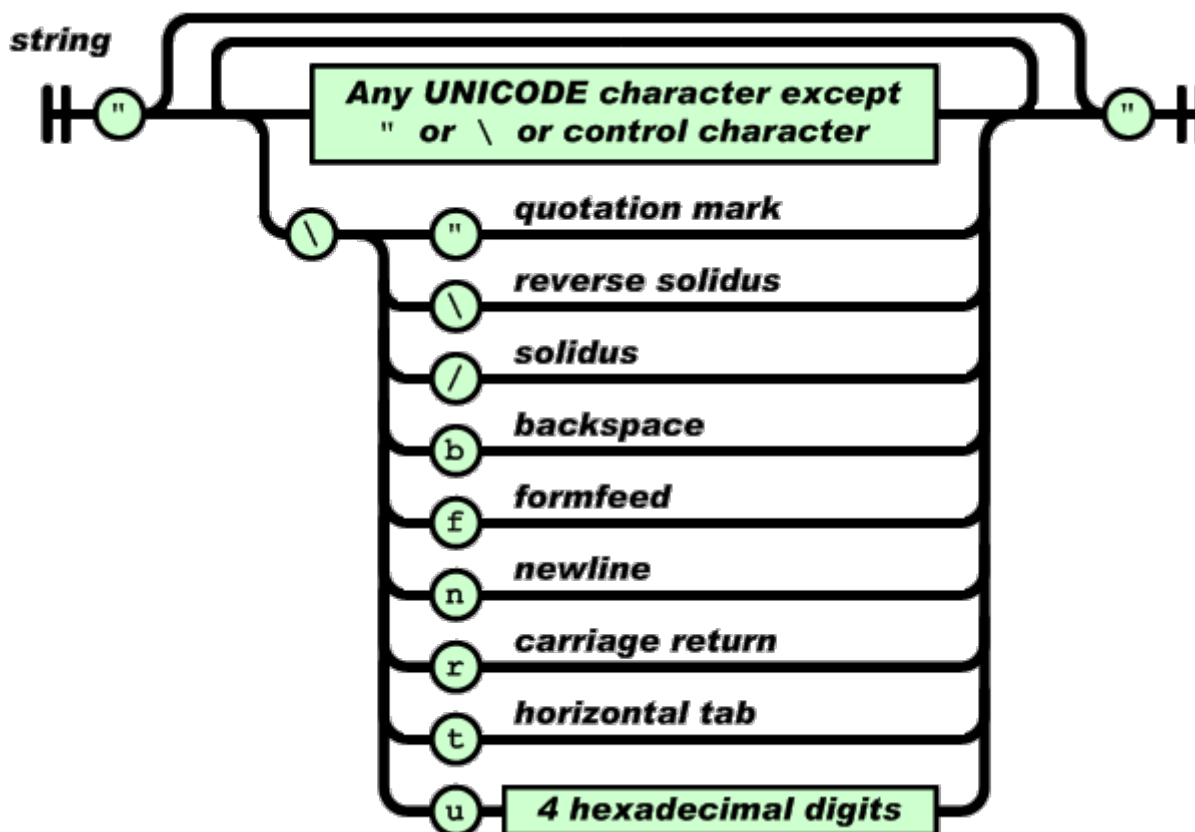 string
"
Any UNICODE character except
" or \ or control character
"
\
" quotation mark
\ reverse solidus
/ solidus
b backspace
f formfeed
n newline
r carriage return
t horizontal tab
u 4 hexadecimal digits